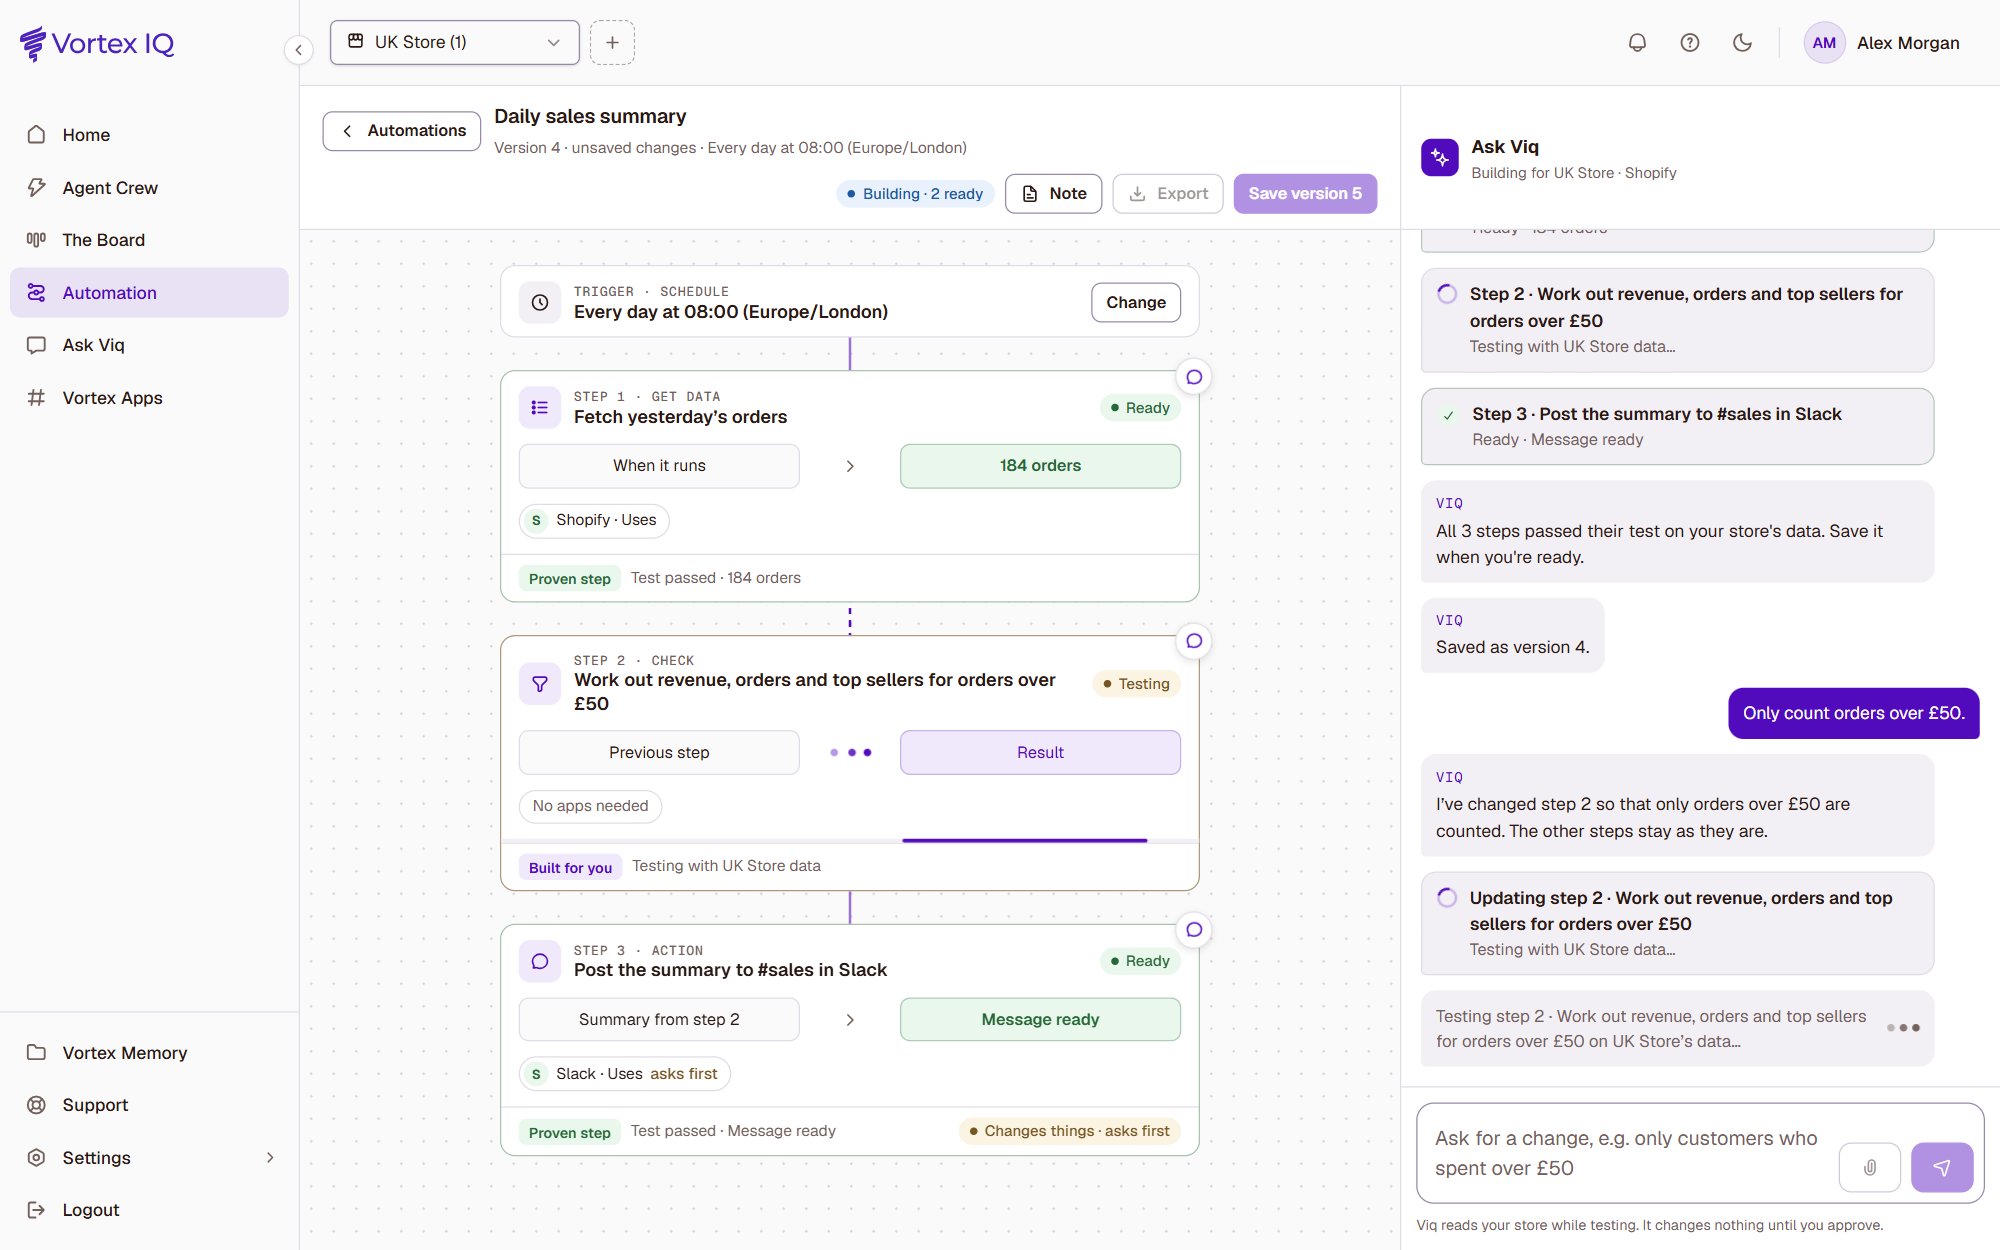 Vortex IQ
Home
Agent Crew
The Board
Automation
Ask Viq
Vortex Apps
Vortex Memory
Support
Settings
Logout
UK Store (1)
AM
Alex Morgan
Automations
Daily sales summary
Version 4 · unsaved changes · Every day at 08:00 (Europe/London)
Building · 2 ready
Note
Export
Save version 5
TRIGGER · SCHEDULE
Every day at 08:00 (Europe/London)
Change
STEP 1 · GET DATA
Fetch yesterday’s orders
Ready
When it runs
184 orders
S
Shopify · Uses
Proven step
Test passed · 184 orders
STEP 2 · CHECK
Work out revenue, orders and top sellers for orders over
£50
Testing
Previous step
Result
No apps needed
Built for you
Testing with UK Store data
STEP 3 · ACTION
Post the summary to #sales in Slack
Ready
Summary from step 2
Message ready
S
Slack · Uses asks first
Proven step
Test passed · Message ready
Changes things · asks first
Ask Viq
Building for UK Store · Shopify
Ready · 184 orders
Step 2 · Work out revenue, orders and top sellers for
orders over £50
Testing with UK Store data…
Step 3 · Post the summary to #sales in Slack
Ready · Message ready
VIQ
All 3 steps passed their test on your store's data. Save it
when you're ready.
VIQ
Saved as version 4.
Only count orders over £50.
VIQ
I’ve changed step 2 so that only orders over £50 are
counted. The other steps stay as they are.
Updating step 2 · Work out revenue, orders and top
sellers for orders over £50
Testing with UK Store data…
Testing step 2 · Work out revenue, orders and top sellers
for orders over £50 on UK Store’s data…
Ask for a change, e.g. only customers who
spent over £50
Viq reads your store while testing. It changes nothing until you approve.